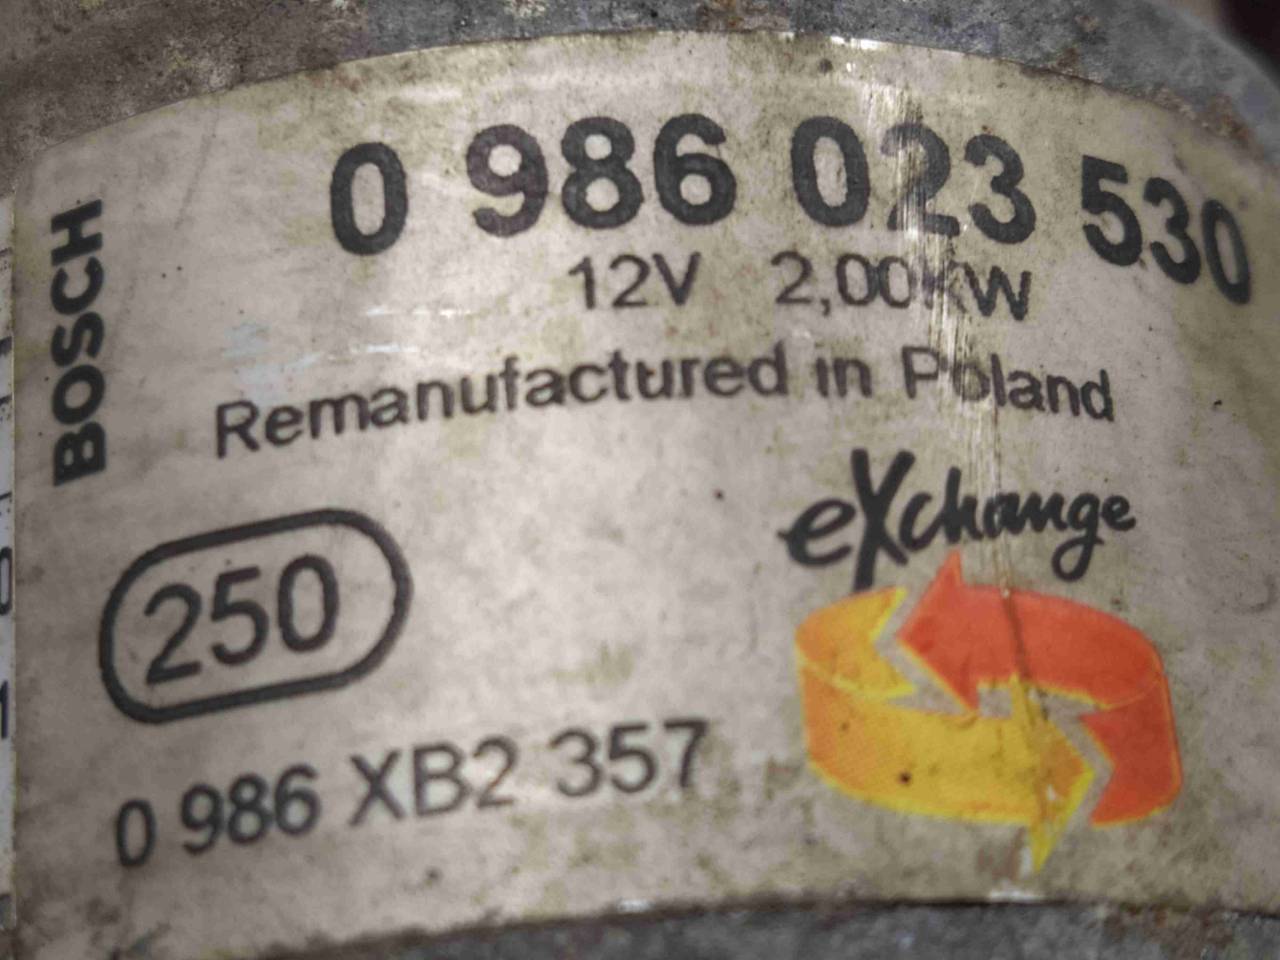 BOSCH
0 986 023 530
12V 2,00kW
Remanufactured in Poland
eXchange
250
0 986 XB2 357